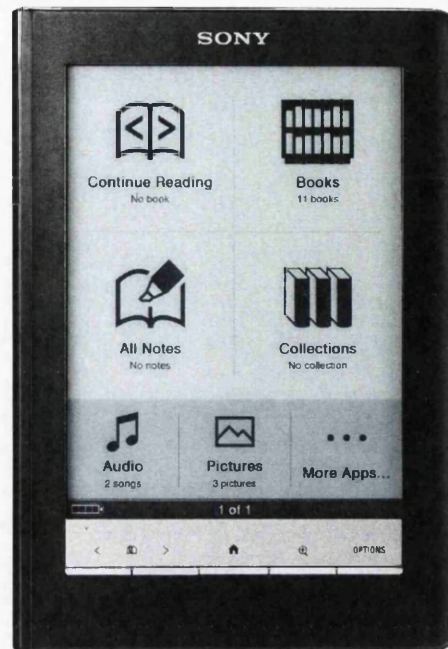 SONY
Continue Reading
No book
Books
11 books
All Notes
No notes
Collections
No collection
Audio
2 songs
Pictures
3 pictures
More Apps...
1 of 1
OPTIONS